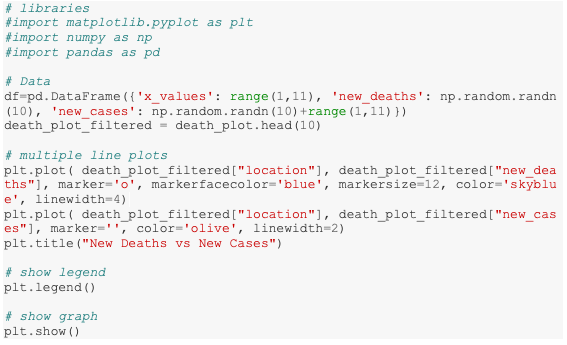 # libraries
#import matplotlib.pyplot as plt
#import numpy as np
#import pandas as pd
# Data
df=pd.DataFrame({'x_values': range(1,11), 'new_deaths': np.random.randn
(10), 'new_cases': np.random.randn(10)+range(1,11)})
death_plot_filtered = death_plot.head(10)
# multiple line plots
plt.plot( death_plot_filtered["location"], death_plot_filtered["new_dea
ths"], marker='o', markerfacecolor='blue', markersize=12, color='skyblu
e', linewidth=4)
plt.plot( death_plot_filtered["location"], death_plot_filtered["new_cas
es"], marker='', color='olive', linewidth=2)
plt.title("New Deaths vs New Cases")
# show legend
plt.legend()
# show graph
plt.show()